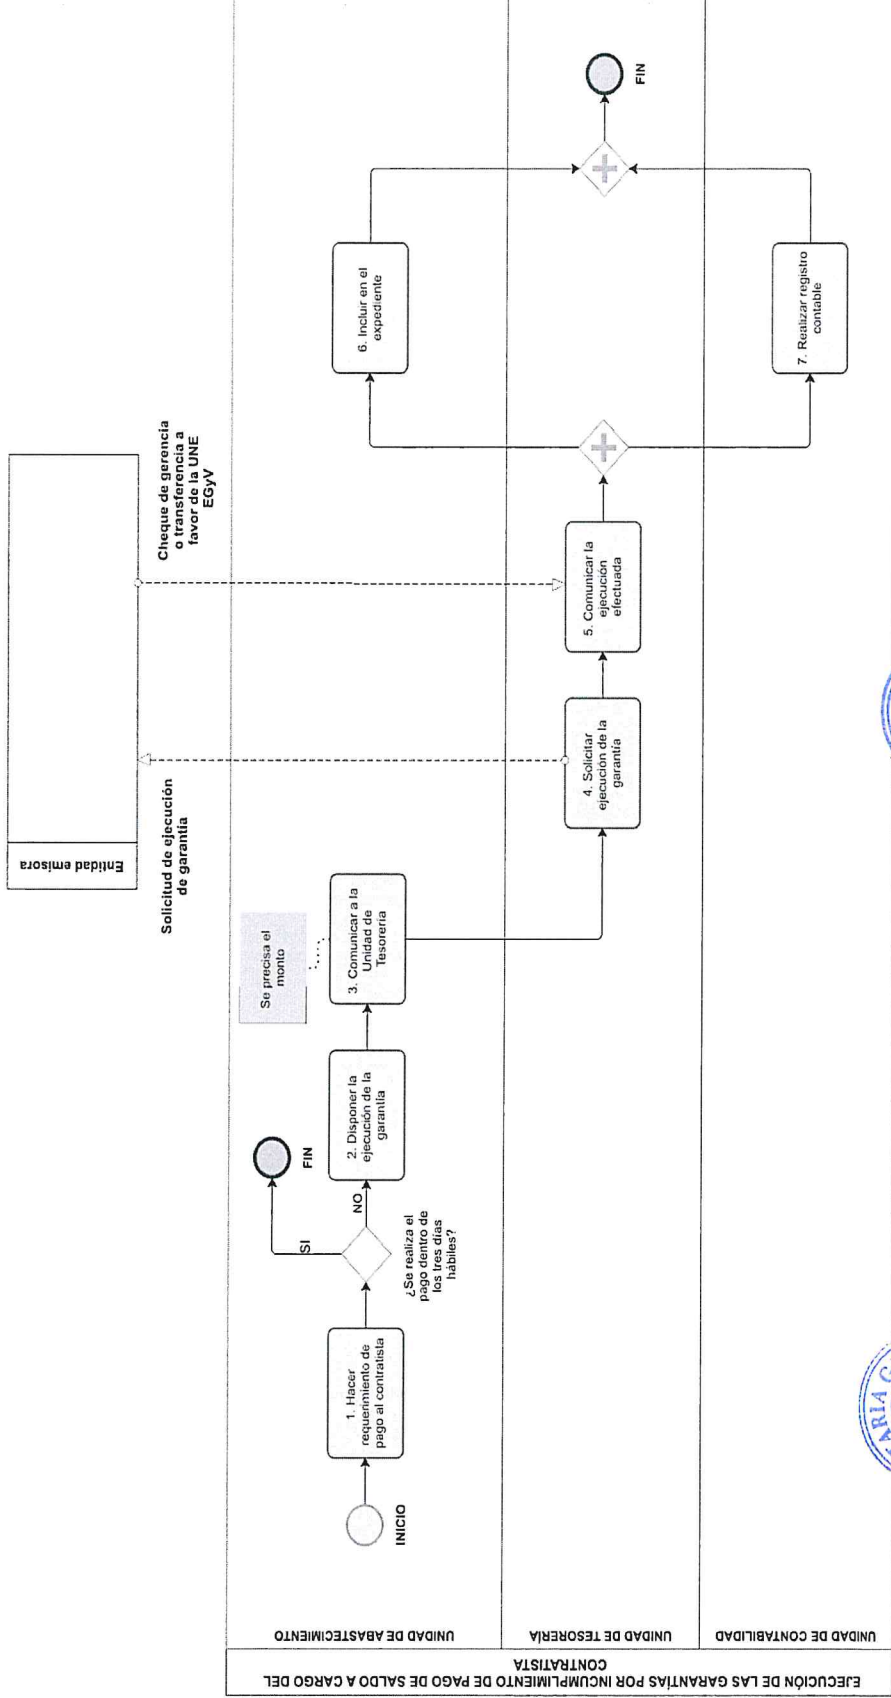 EJECUCIÓN DE LAS GARANTÍAS POR INCUMPLIMIENTO DE PAGO DE SALDO A CARGO DEL
CONTRATISTA
UNIDAD DE ABASTECIMIENTO
UNIDAD DE TESORERÍA
UNIDAD DE CONTABILIDAD
Entidad emisora
Solicitud de ejecución
de garantía
Cheque de gerencia
o transferencia a
favor de la UNE
EGyV
INICIO
1. Hacer
requerimiento de
pago al contratista
¿Se realiza el
pago dentro de
los tres días
hábiles?
SI
FIN
NO
2. Disponer la
ejecución de la
garantía
Se precisa el
monto
3. Comunicar a la
Unidad de
Tesorería
4. Solicitar
ejecución de la
garantía
5. Comunicar la
ejecución
efectuada
6. Incluir en el
expediente
7. Realizar registro
contable
FIN